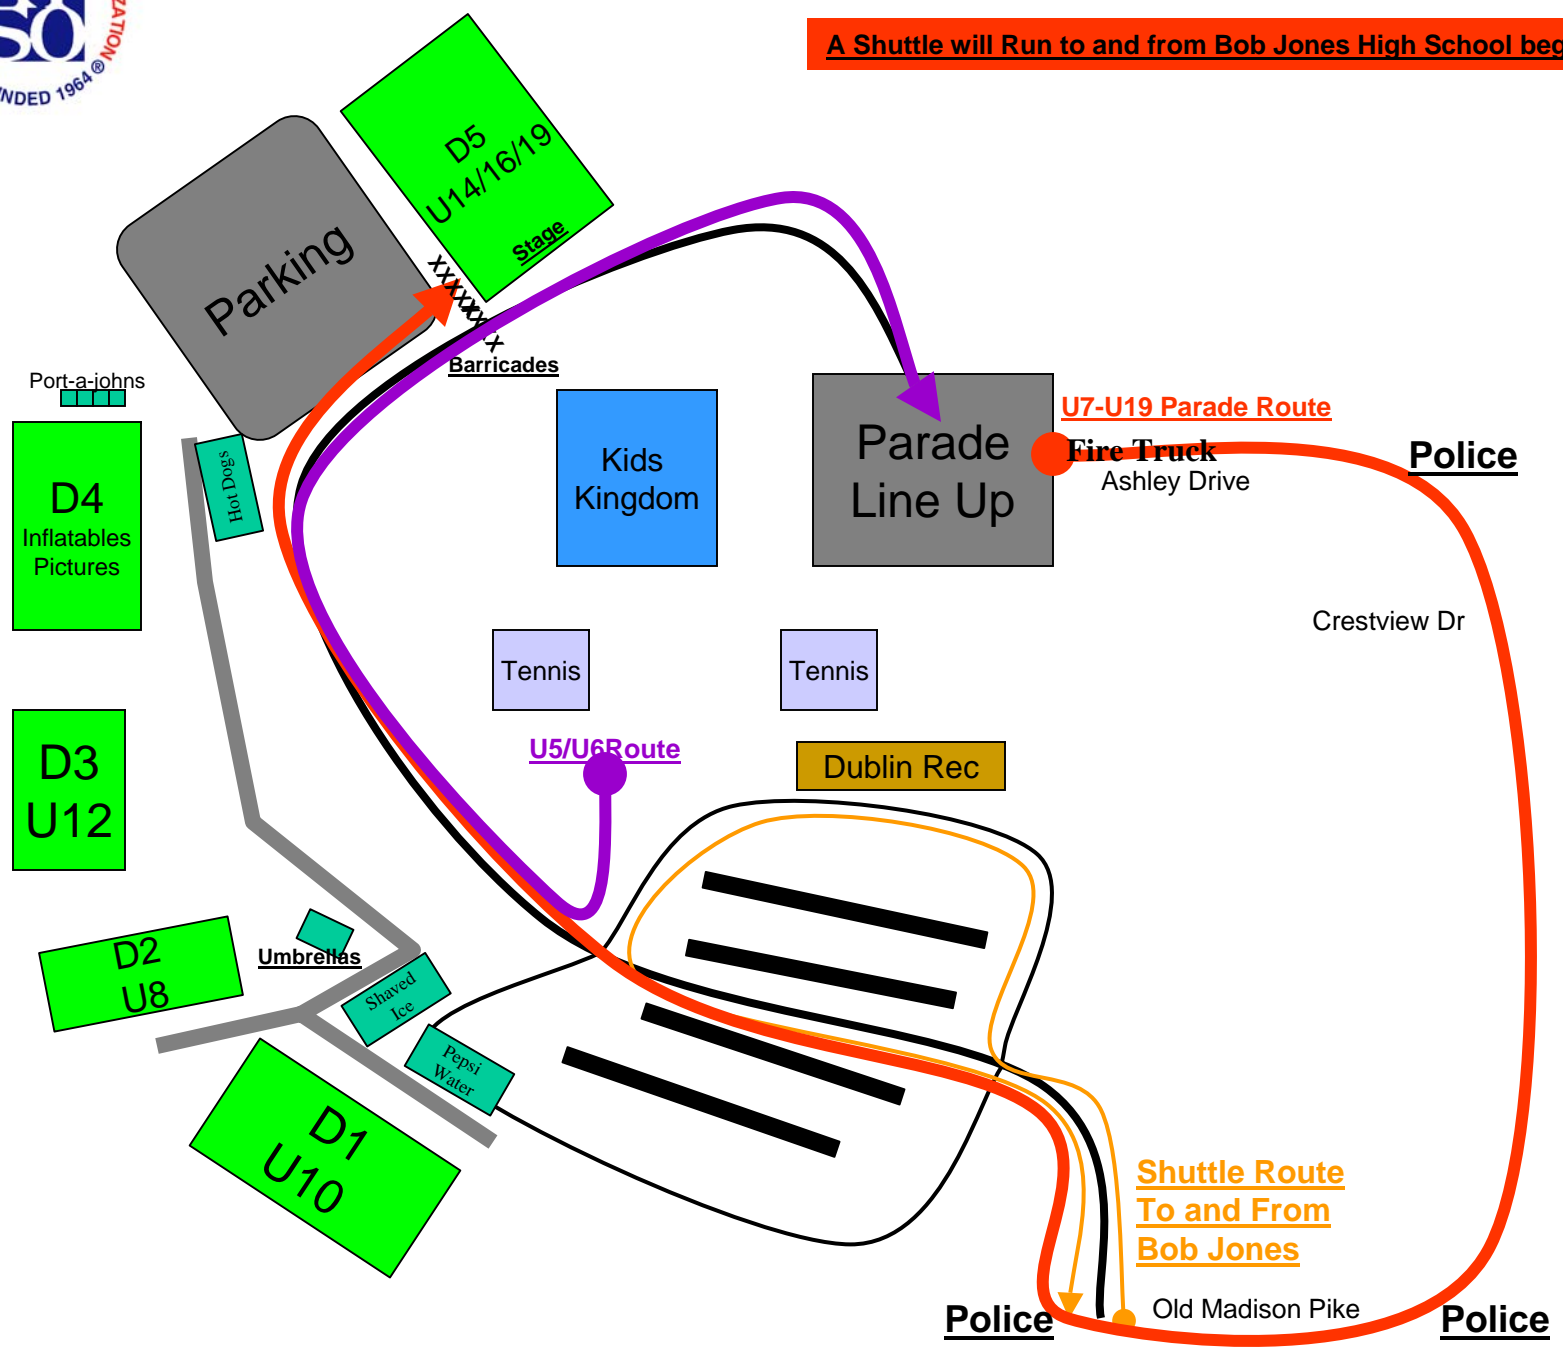 SO
NDED 1964 ®
ZATION
A Shuttle will Run to and from Bob Jones High School beg
D5
U14/16/19
Stage
Parking
XXXXXXXX
Barricades
Port-a-johns
Hot Dogs
D4
Inflatables
Pictures
Kids
Kingdom
Parade
Line Up
U7-U19 Parade Route
Fire Truck
Ashley Drive
Police
Crestview Dr
Tennis
Tennis
U5/U6Route
Dublin Rec
D3
U12
D2
U8
Umbrellas
Shaved
Ice
Pepsi
Water
D1
U10
Shuttle Route
To and From
Bob Jones
Old Madison Pike
Police
Police